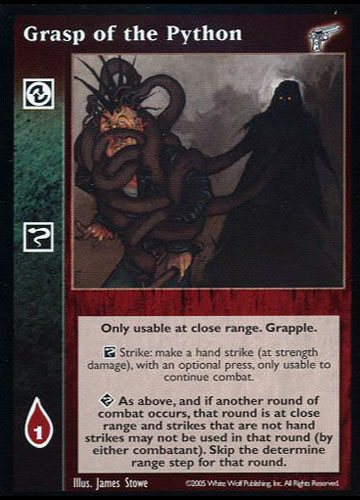 Grasp of the Python
Only usable at close range. Grapple.
Strike: make a hand strike (at strength
damage), with an optional press, only usable to
continue combat.
As above, and if another round of
combat occurs, that round is at close
range and strikes that are not hand
strikes may not be used in that round (by
either combatant). Skip the determine
range step for that round.
1
Illus. James Stowe
©2005 White Wolf Publishing, Inc. All Rights Reserved.